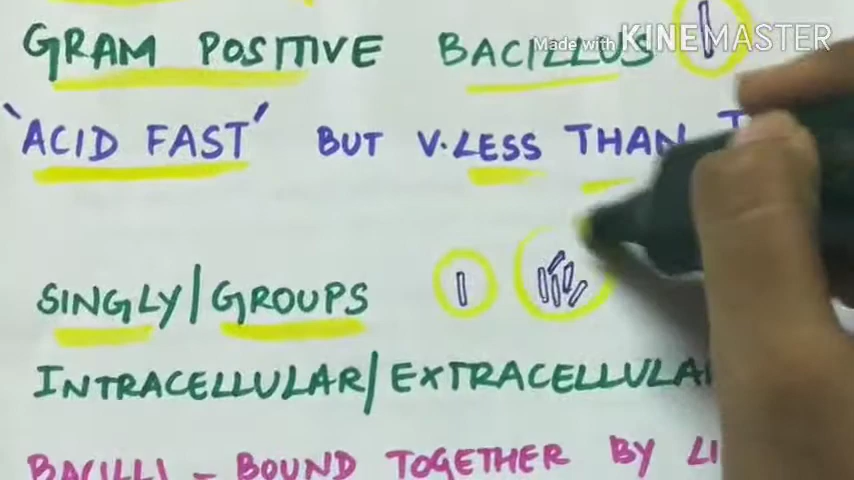 GRAM POSITIVE BACILLUS
Made with KINEMASTER
'ACID FAST' BUT V.LESS THAN
SINGLY/GROUPS
INTRACELLULAR/EXTRACELLULA
BACILLI - BOUND TOGETHER BY LI